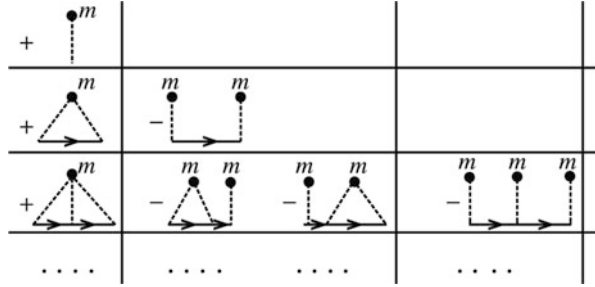 + m
+ m − m m
+ m − m m − m m − m m m
. . . . . . . . . . . . . . . .